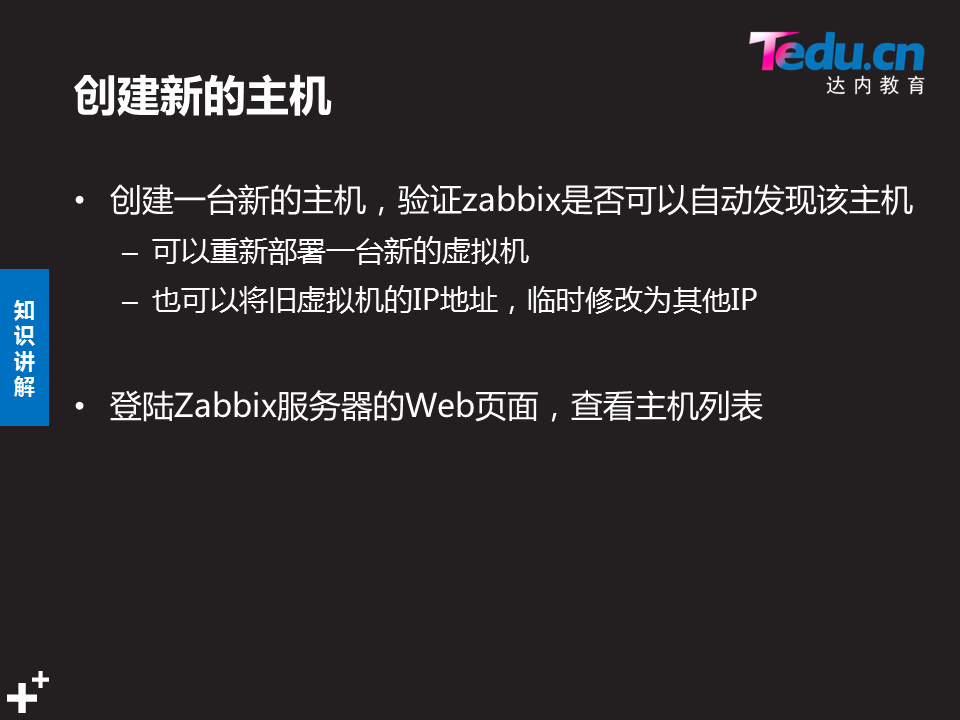 Tedu.cn
达内教育
创建新的主机
• 创建一台新的主机，验证zabbix是否可以自动发现该主机
– 可以重新部署一台新的虚拟机
– 也可以将旧虚拟机的IP地址，临时修改为其他IP
知识讲解
• 登陆Zabbix服务器的Web页面，查看主机列表